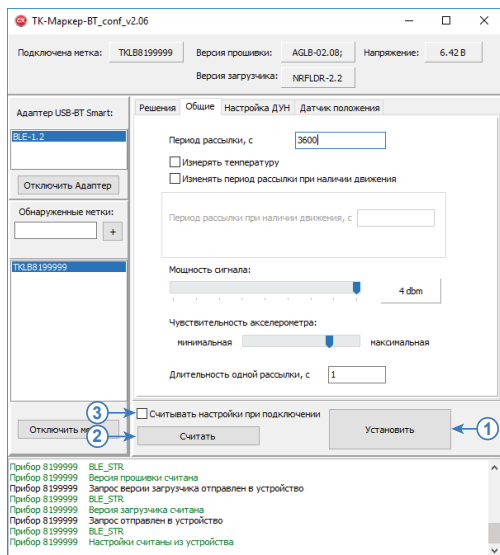 ТК-Маркер-BT_conf_v2.06
Подключена метка: TKLB8199999 Версия прошивки: AGLB-02.08; Напряжение: 6.42 В
Версия загрузчика: NRFLDR-2.2
Адаптер USB-BT Smart:
BLE-1.2
Отключить Адаптер
Обнаруженные метки:
+
TKLB8199999
Отключить
Решения Общие Настройка ДУН Датчик положения
Период рассылки, с 3600
Измерять температуру
Изменять период рассылки при наличии движения
Период рассылки при наличии движения, с
Мощность сигнала:
4 dbm
Чувствительность акселерометра:
минимальная максимальная
Длительность одной рассылки, с 1
3 Считывать настройки при подключении
2 Считать
Установить 1
Прибор 8199999 BLE_STR
Прибор 8199999 Версия прошивки считана
Прибор 8199999 Запрос версии загрузчика отправлен в устройство
Прибор 8199999 BLE_STR
Прибор 8199999 Версия загрузчика считана
Прибор 8199999 Запрос отправлен в устройство
Прибор 8199999 BLE_STR
Прибор 8199999 Настройки считаны из устройства